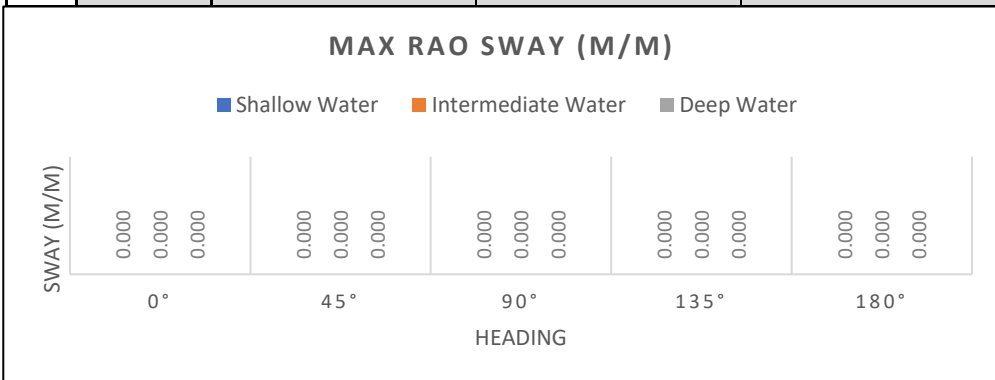 MAX RAO SWAY (M/M)
Shallow Water Intermediate Water Deep Water
SWAY (M/M)
0.000 0.000 0.000 0.000 0.000 0.000 0.000 0.000 0.000 0.000 0.000 0.000 0.000 0.000 0.000
0° 45° 90° 135° 180°
HEADING